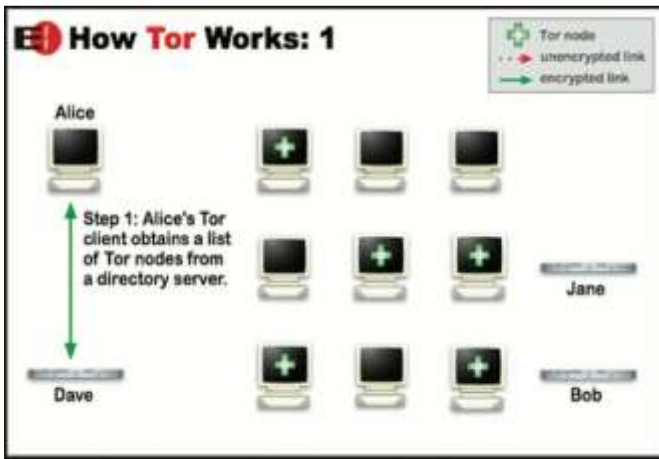 How Tor Works: 1
Tor node
unencrypted link
encrypted link
Alice
Step 1: Alice's Tor
client obtains a list
of Tor nodes from
a directory server.
Jane
Dave
Bob